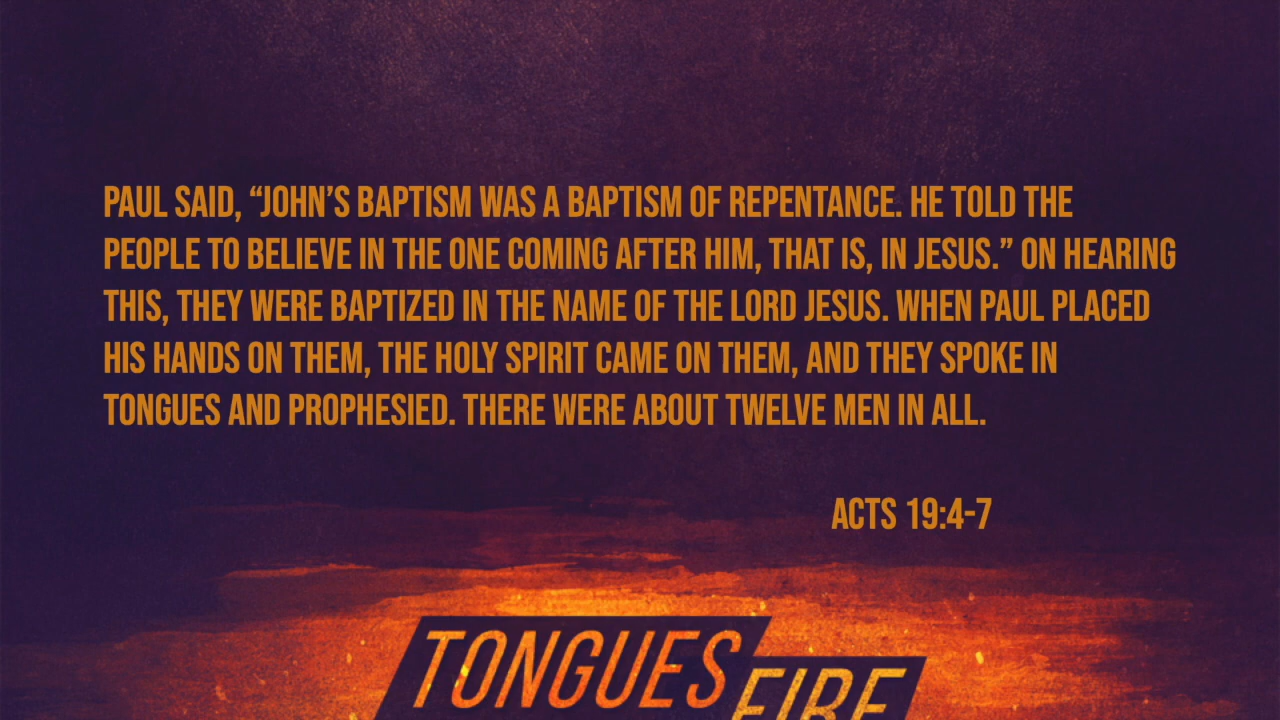 PAUL SAID, “JOHN’S BAPTISM WAS A BAPTISM OF REPENTANCE. HE TOLD THE
PEOPLE TO BELIEVE IN THE ONE COMING AFTER HIM, THAT IS, IN JESUS.” ON HEARING
THIS, THEY WERE BAPTIZED IN THE NAME OF THE LORD JESUS. WHEN PAUL PLACED
HIS HANDS ON THEM, THE HOLY SPIRIT CAME ON THEM, AND THEY SPOKE IN
TONGUES AND PROPHESIED. THERE WERE ABOUT TWELVE MEN IN ALL.
ACTS 19:4-7
TONGUES
FIRE